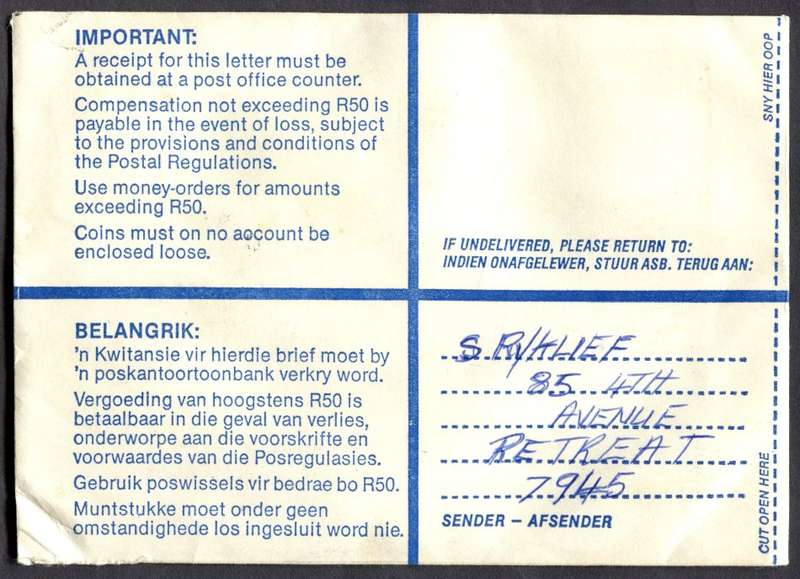 IMPORTANT:
A receipt for this letter must be
obtained at a post office counter.
Compensation not exceeding R50 is
payable in the event of loss, subject
to the provisions and conditions of
the Postal Regulations.
Use money-orders for amounts
exceeding R50.
Coins must on no account be
enclosed loose.
SNY HIER OOP
IF UNDELIVERED, PLEASE RETURN TO:
INDIEN ONAFGELEWER, STUUR ASB. TERUG AAN:
BELANGRIK:
'n Kwitansie vir hierdie brief moet by
'n poskantoortoonbank verkry word.
Vergoeding van hoogstens R50 is
betaalbaar in die geval van verlies,
onderworpe aan die voorskrifte en
voorwaardes van die Posregulasies.
Gebruik poswissels vir bedrae bo R50.
Muntstukke moet onder geen
omstandighede los ingesluit word nie.
S
85 4TH
AVENUE
RETREAT
7945
SENDER – AFSENDER
CUT OPEN HERE